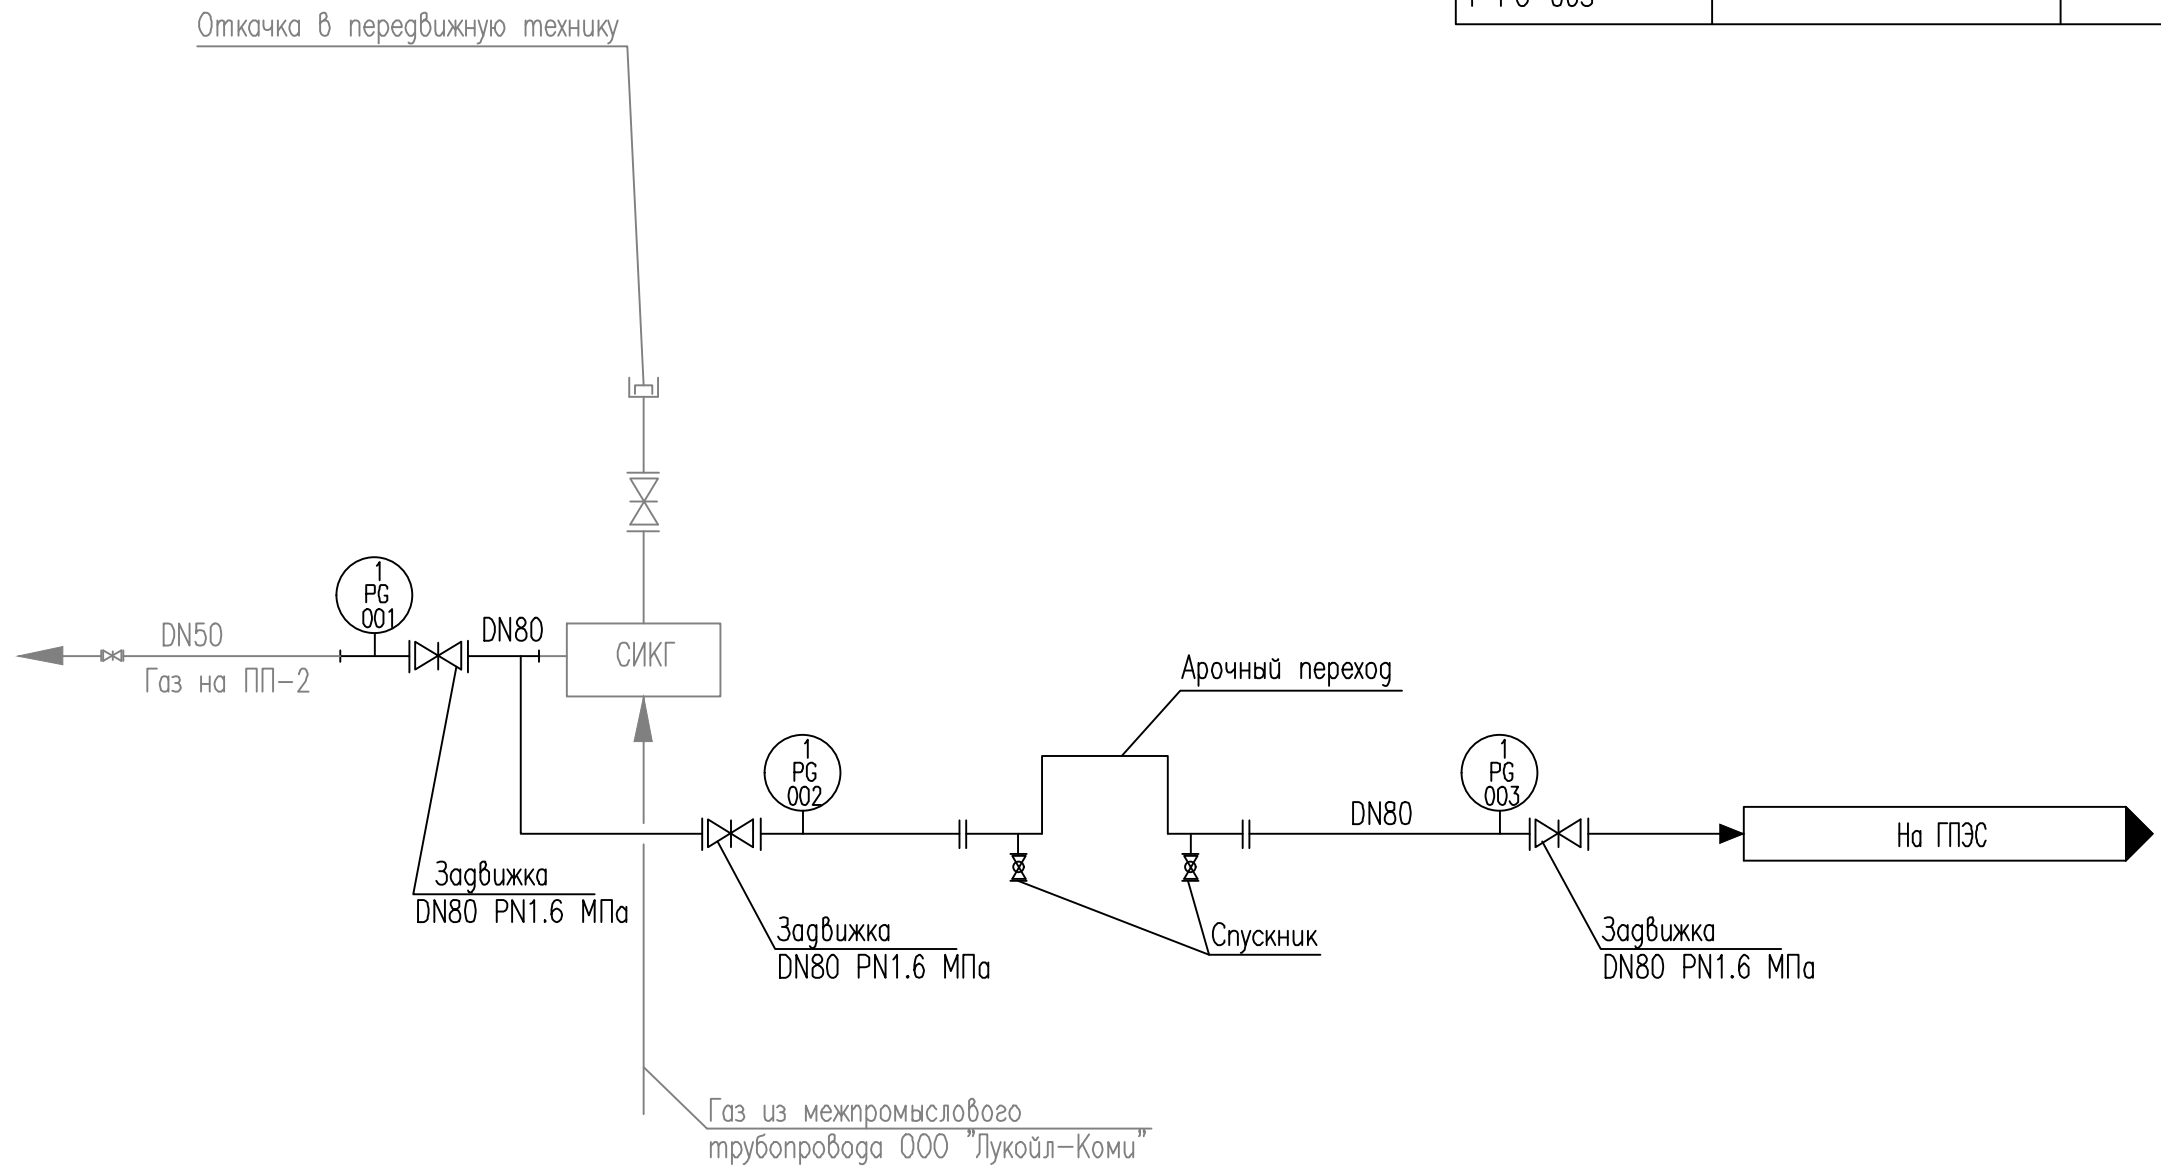 Откачка в передвижную технику
1
PG
001
DN50
DN80
СИКГ
Газ на ПП-2
Арочный переход
1
PG
002
1
PG
003
DN80
На ГПЭС
Задвижка
DN80 PN1.6 МПа
Задвижка
DN80 PN1.6 МПа
Спускник
Задвижка
DN80 PN1.6 МПа
Газ из межпромыслового
трубопровода ООО "Лукойл-Коми"